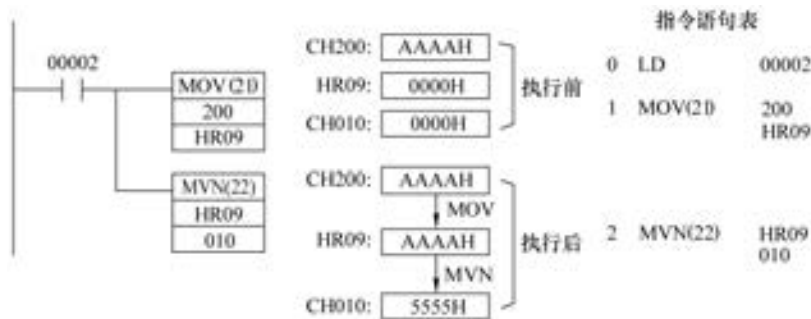 00002
MOV(21)
200
HR09
MVN(22)
HR09
010
CH200: AAAAH
HR09: 0000H
CH010: 0000H
执行前
CH200: AAAAH
MOV
HR09: AAAAH
MVN
CH010: 5555H
执行后
指令语句表
0 LD 00002
1 MOV(21) 200
HR09
2 MVN(22) HR09
010